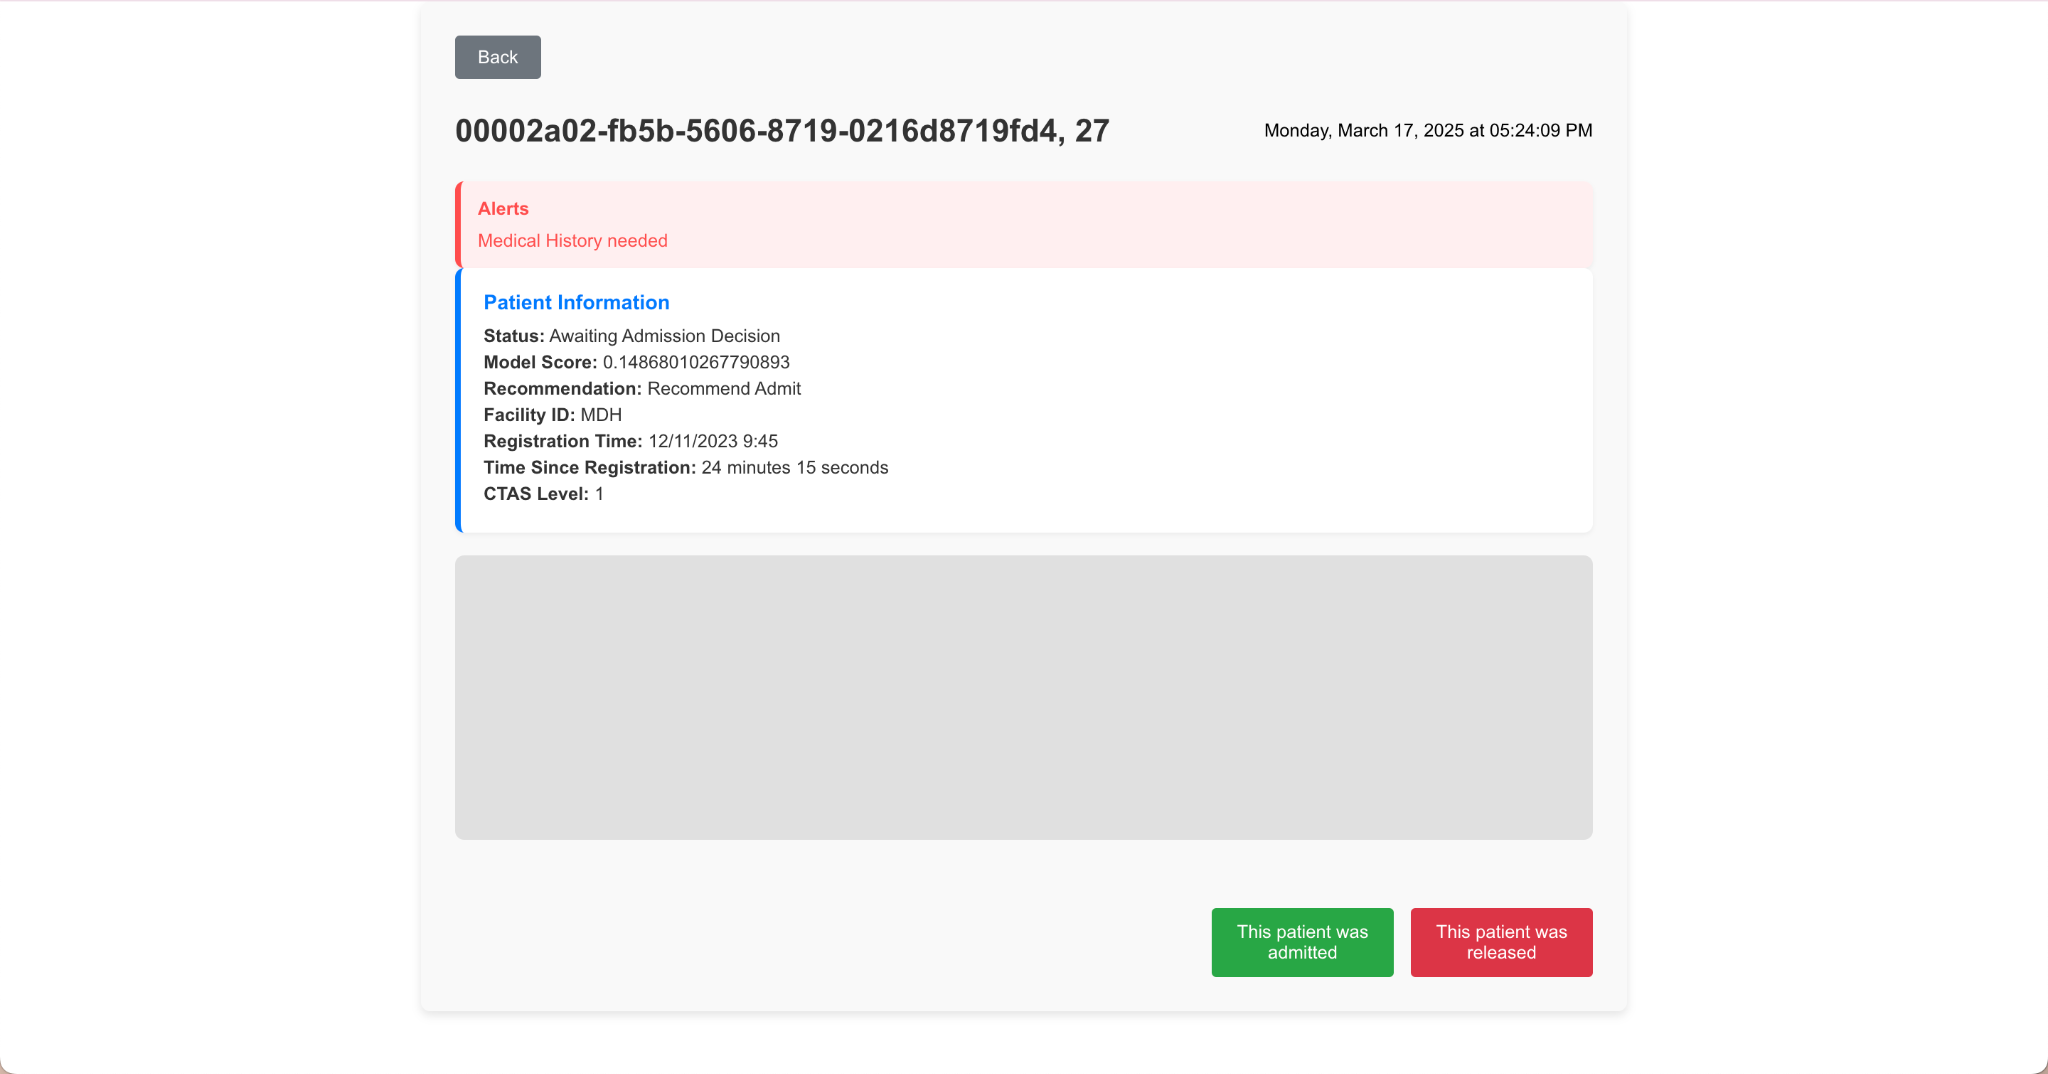 Back
00002a02-fb5b-5606-8719-0216d8719fd4, 27
Monday, March 17, 2025 at 05:24:09 PM
Alerts
Medical History needed
Patient Information
Status: Awaiting Admission Decision
Model Score: 0.14868010267790893
Recommendation: Recommend Admit
Facility ID: MDH
Registration Time: 12/11/2023 9:45
Time Since Registration: 24 minutes 15 seconds
CTAS Level: 1
This patient was
admitted
This patient was
released